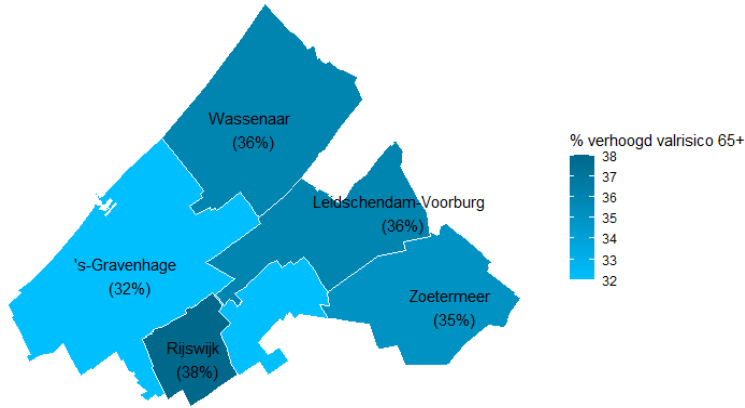 Wassenaar
(36%)
Leidschendam-Voorburg
(36%)
's-Gravenhage
(32%)
Zoetermeer
(35%)
Rijswijk
(38%)
% verhoogd valrisico 65+
38
37
36
35
34
33
32